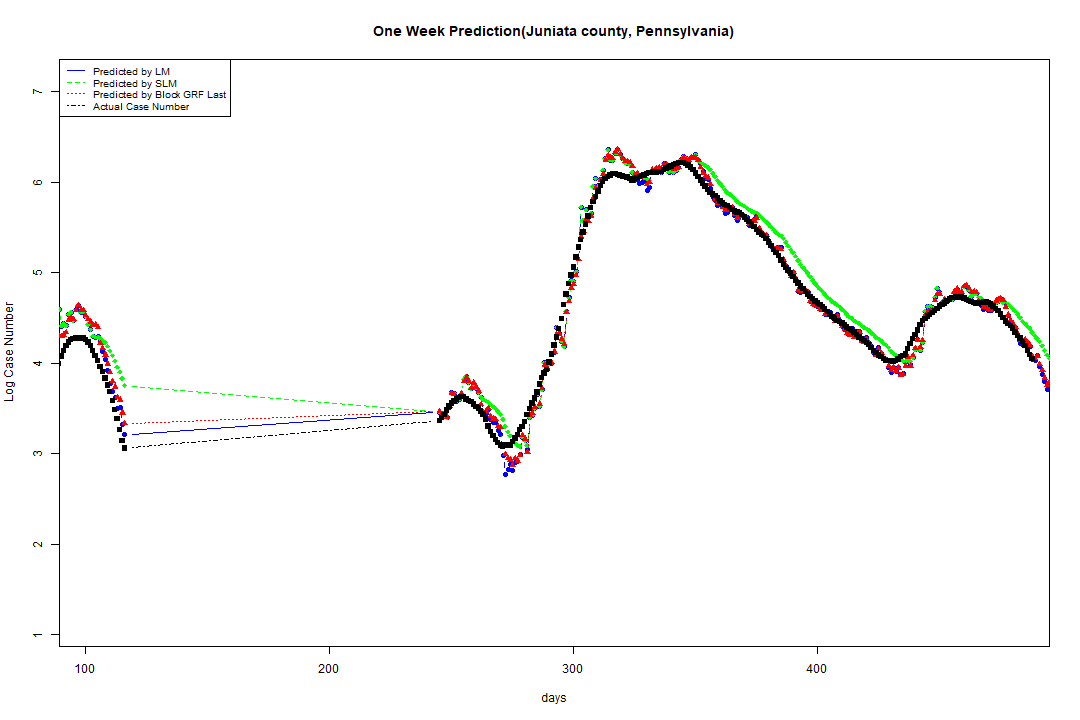 One Week Prediction(Juniata county, Pennsylvania)
Predicted by LM
Predicted by SLM
Predicted by Block GRF Last
Actual Case Number
7
6
5
4
3
2
1
Log Case Number
100 200 300 400
days